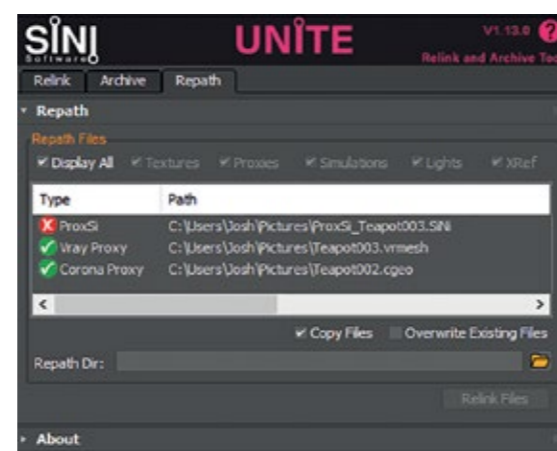 SiNi UNiTE V1.13.0 ?
Software Relink and Archive Too
Relink Archive Repath
Repath
Repath Files
Display All Textures Proxies Simulations Lights XRef
Type Path
ProxSi C:\Users\Josh\Pictures\ProxSi_Teapot003.SiNi
Vray Proxy C:\Users\Josh\Pictures\Teapot003.vrmesh
Corona Proxy C:\Users\Josh\Pictures\Teapot002.cgeo
Copy Files Overwrite Existing Files
Repath Dir:
Relink Files
About